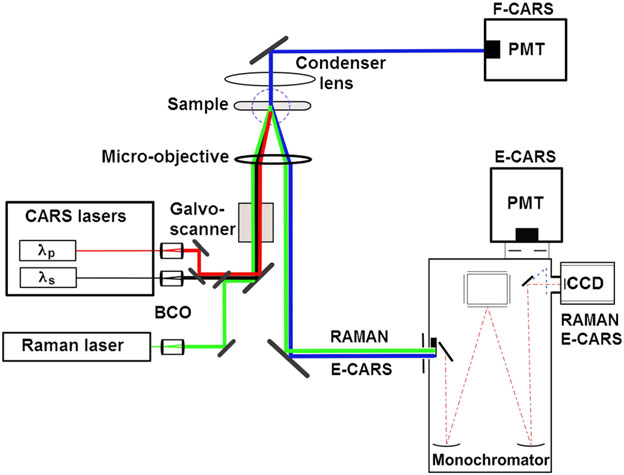 F-CARS
PMT
Condenser
lens
Sample
Micro-objective
E-CARS
PMT
CARS lasers
Galvo-
scanner
λp
λs
BCO
CCD
RAMAN
E-CARS
Raman laser
RAMAN
E-CARS
Monochromator